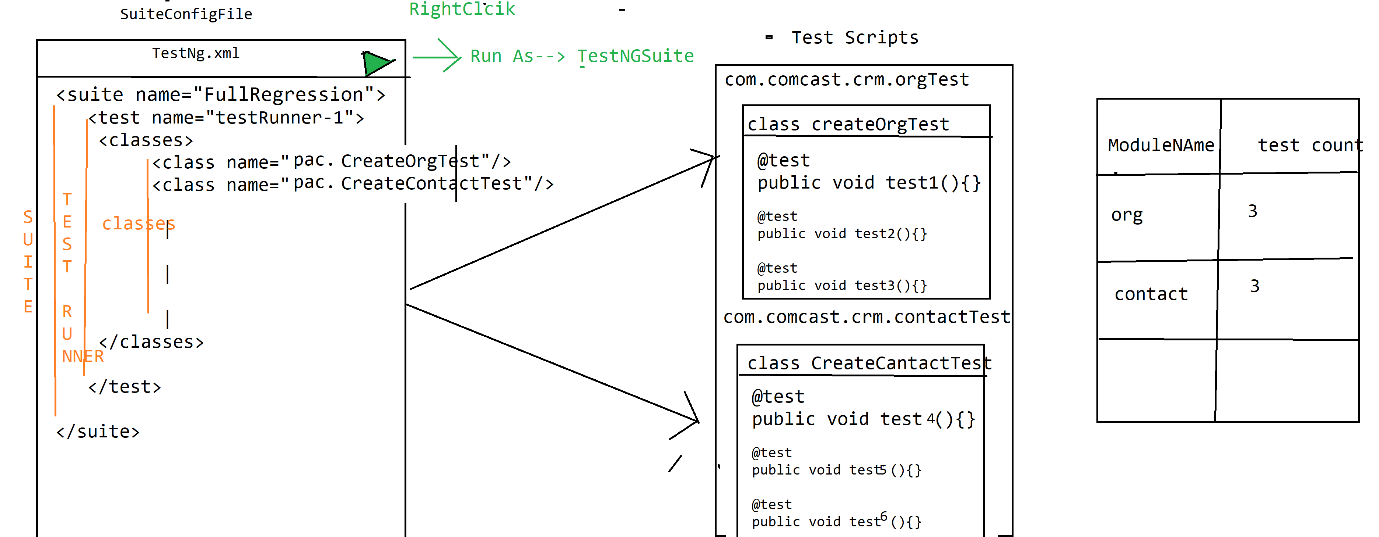 SuiteConfigFile
RightClcik
TestNg.xml
Run As--> TestNGSuite
<suite name="FullRegression">
<test name="testRunner-1">
<classes>
<class name="pac.CreateOrgTest"/>
<class name="pac.CreateContactTest"/>
classes
</classes>
</test>
</suite>
SUITE
TEST RUNNER
- Test Scripts
com.comcast.crm.orgTest
class createOrgTest
@test
public void test1(){}
@test
public void test2(){}
@test
public void test3(){}
com.comcast.crm.contactTest
class CreateCantactTest
@test
public void test4(){}
@test
public void test5(){}
@test
public void test6(){}
ModuleNAme test count
org 3
contact 3